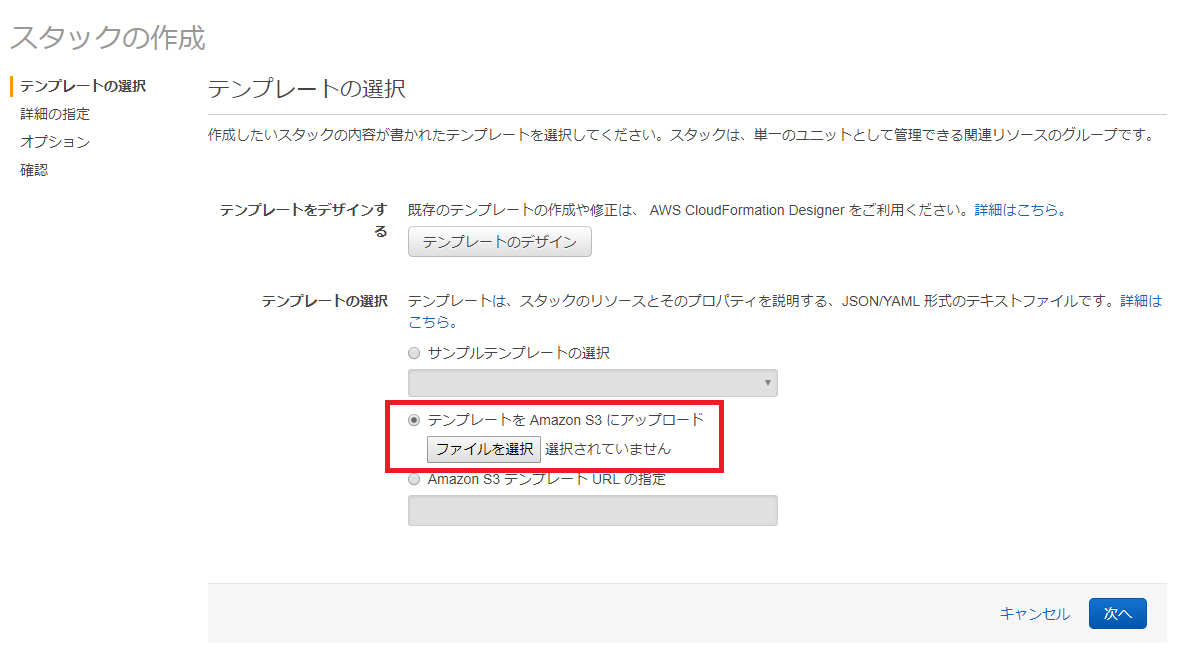 スタックの作成
テンプレートの選択
詳細の指定
オプション
確認
テンプレートの選択
作成したいスタックの内容が書かれたテンプレートを選択してください。スタックは、単一のユニットとして管理できる関連リソースのグループです。
テンプレートをデザインす
る
既存のテンプレートの作成や修正は、 AWS CloudFormation Designer をご利用ください。詳細はこちら。
テンプレートのデザイン
テンプレートの選択
テンプレートは、スタックのリソースとそのプロパティを説明する、JSON/YAML 形式のテキストファイルです。詳細は
こちら。
サンプルテンプレートの選択
テンプレートを Amazon S3 にアップロード
ファイルを選択 選択されていません
Amazon S3 テンプレート URL の指定
キャンセル 次へ